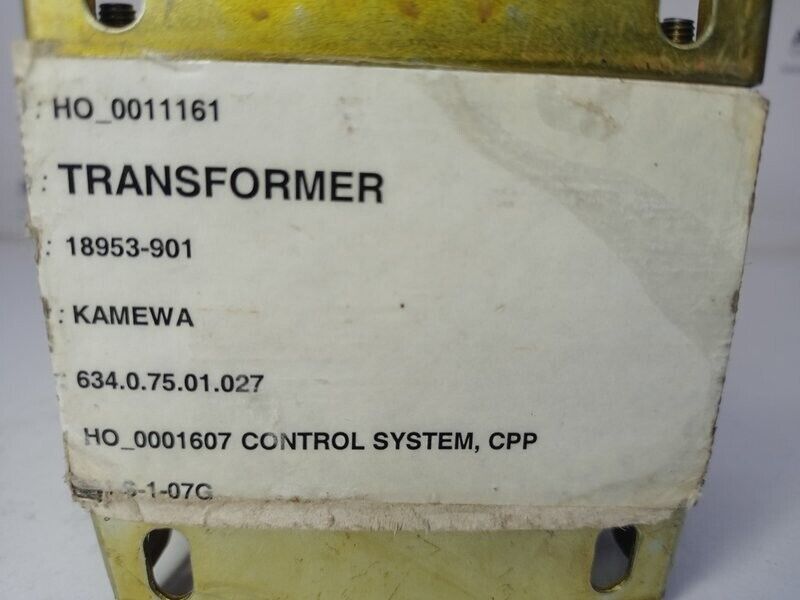 : HO_0011161
: TRANSFORMER
: 18953-901
: KAMEWA
: 634.0.75.01.027
HO_0001607 CONTROL SYSTEM, CPP